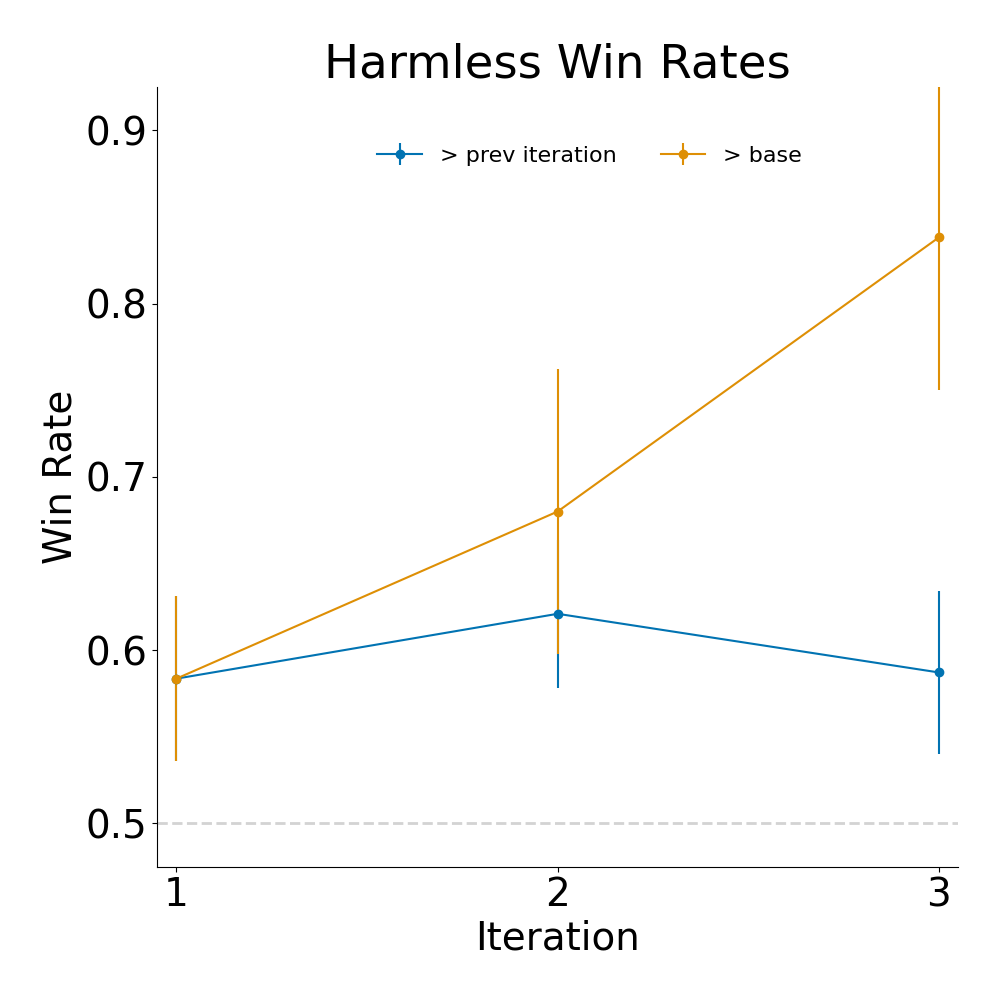 Harmless Win Rates
> prev iteration
> base
0.9
0.8
0.7
0.6
0.5
Win Rate
1
2
3
Iteration